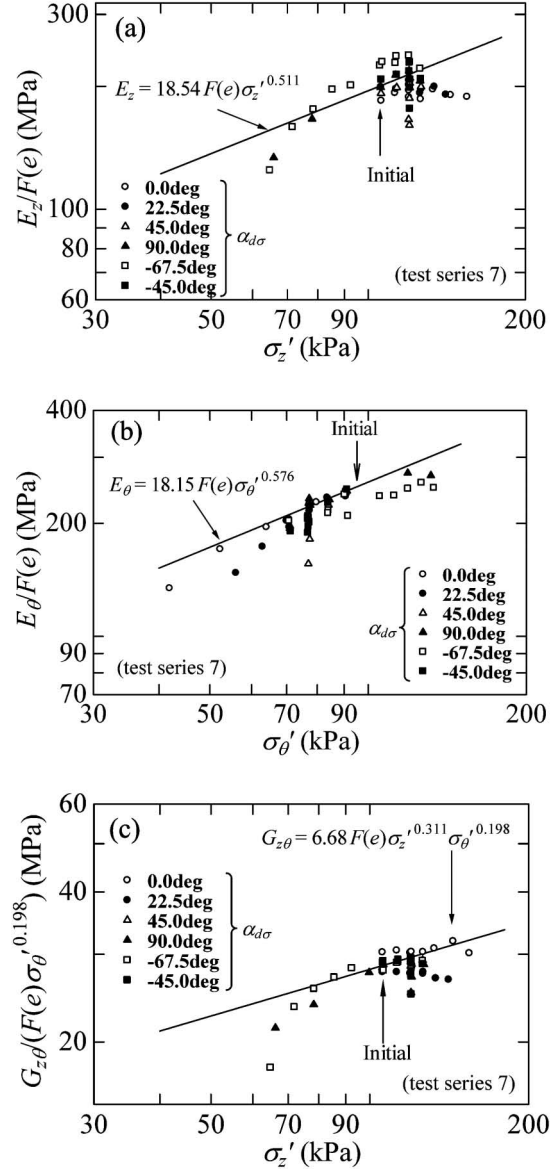 (a)
300
200
100
80
60
E_z/F(e) (MPa)
E_z = 18.54 F(e)σ_z′^0.511
Initial
0.0deg
22.5deg
45.0deg
90.0deg
-67.5deg
-45.0deg
α_dσ
(test series 7)
30 50 70 90 200
σ_z′ (kPa)
(b)
400
200
90
70
E_θ/F(e) (MPa)
Initial
E_θ = 18.15 F(e)σ_θ′^0.576
0.0deg
22.5deg
45.0deg
90.0deg
-67.5deg
-45.0deg
α_dσ
(test series 7)
30 50 70 90 200
σ_θ′ (kPa)
(c)
60
40
20
G_zθ/(F(e)σ_θ′^0.198) (MPa)
G_zθ = 6.68 F(e)σ_z′^0.311 σ_θ′^0.198
0.0deg
22.5deg
45.0deg
90.0deg
-67.5deg
-45.0deg
α_dσ
Initial
(test series 7)
30 50 70 90 200
σ_z′ (kPa)